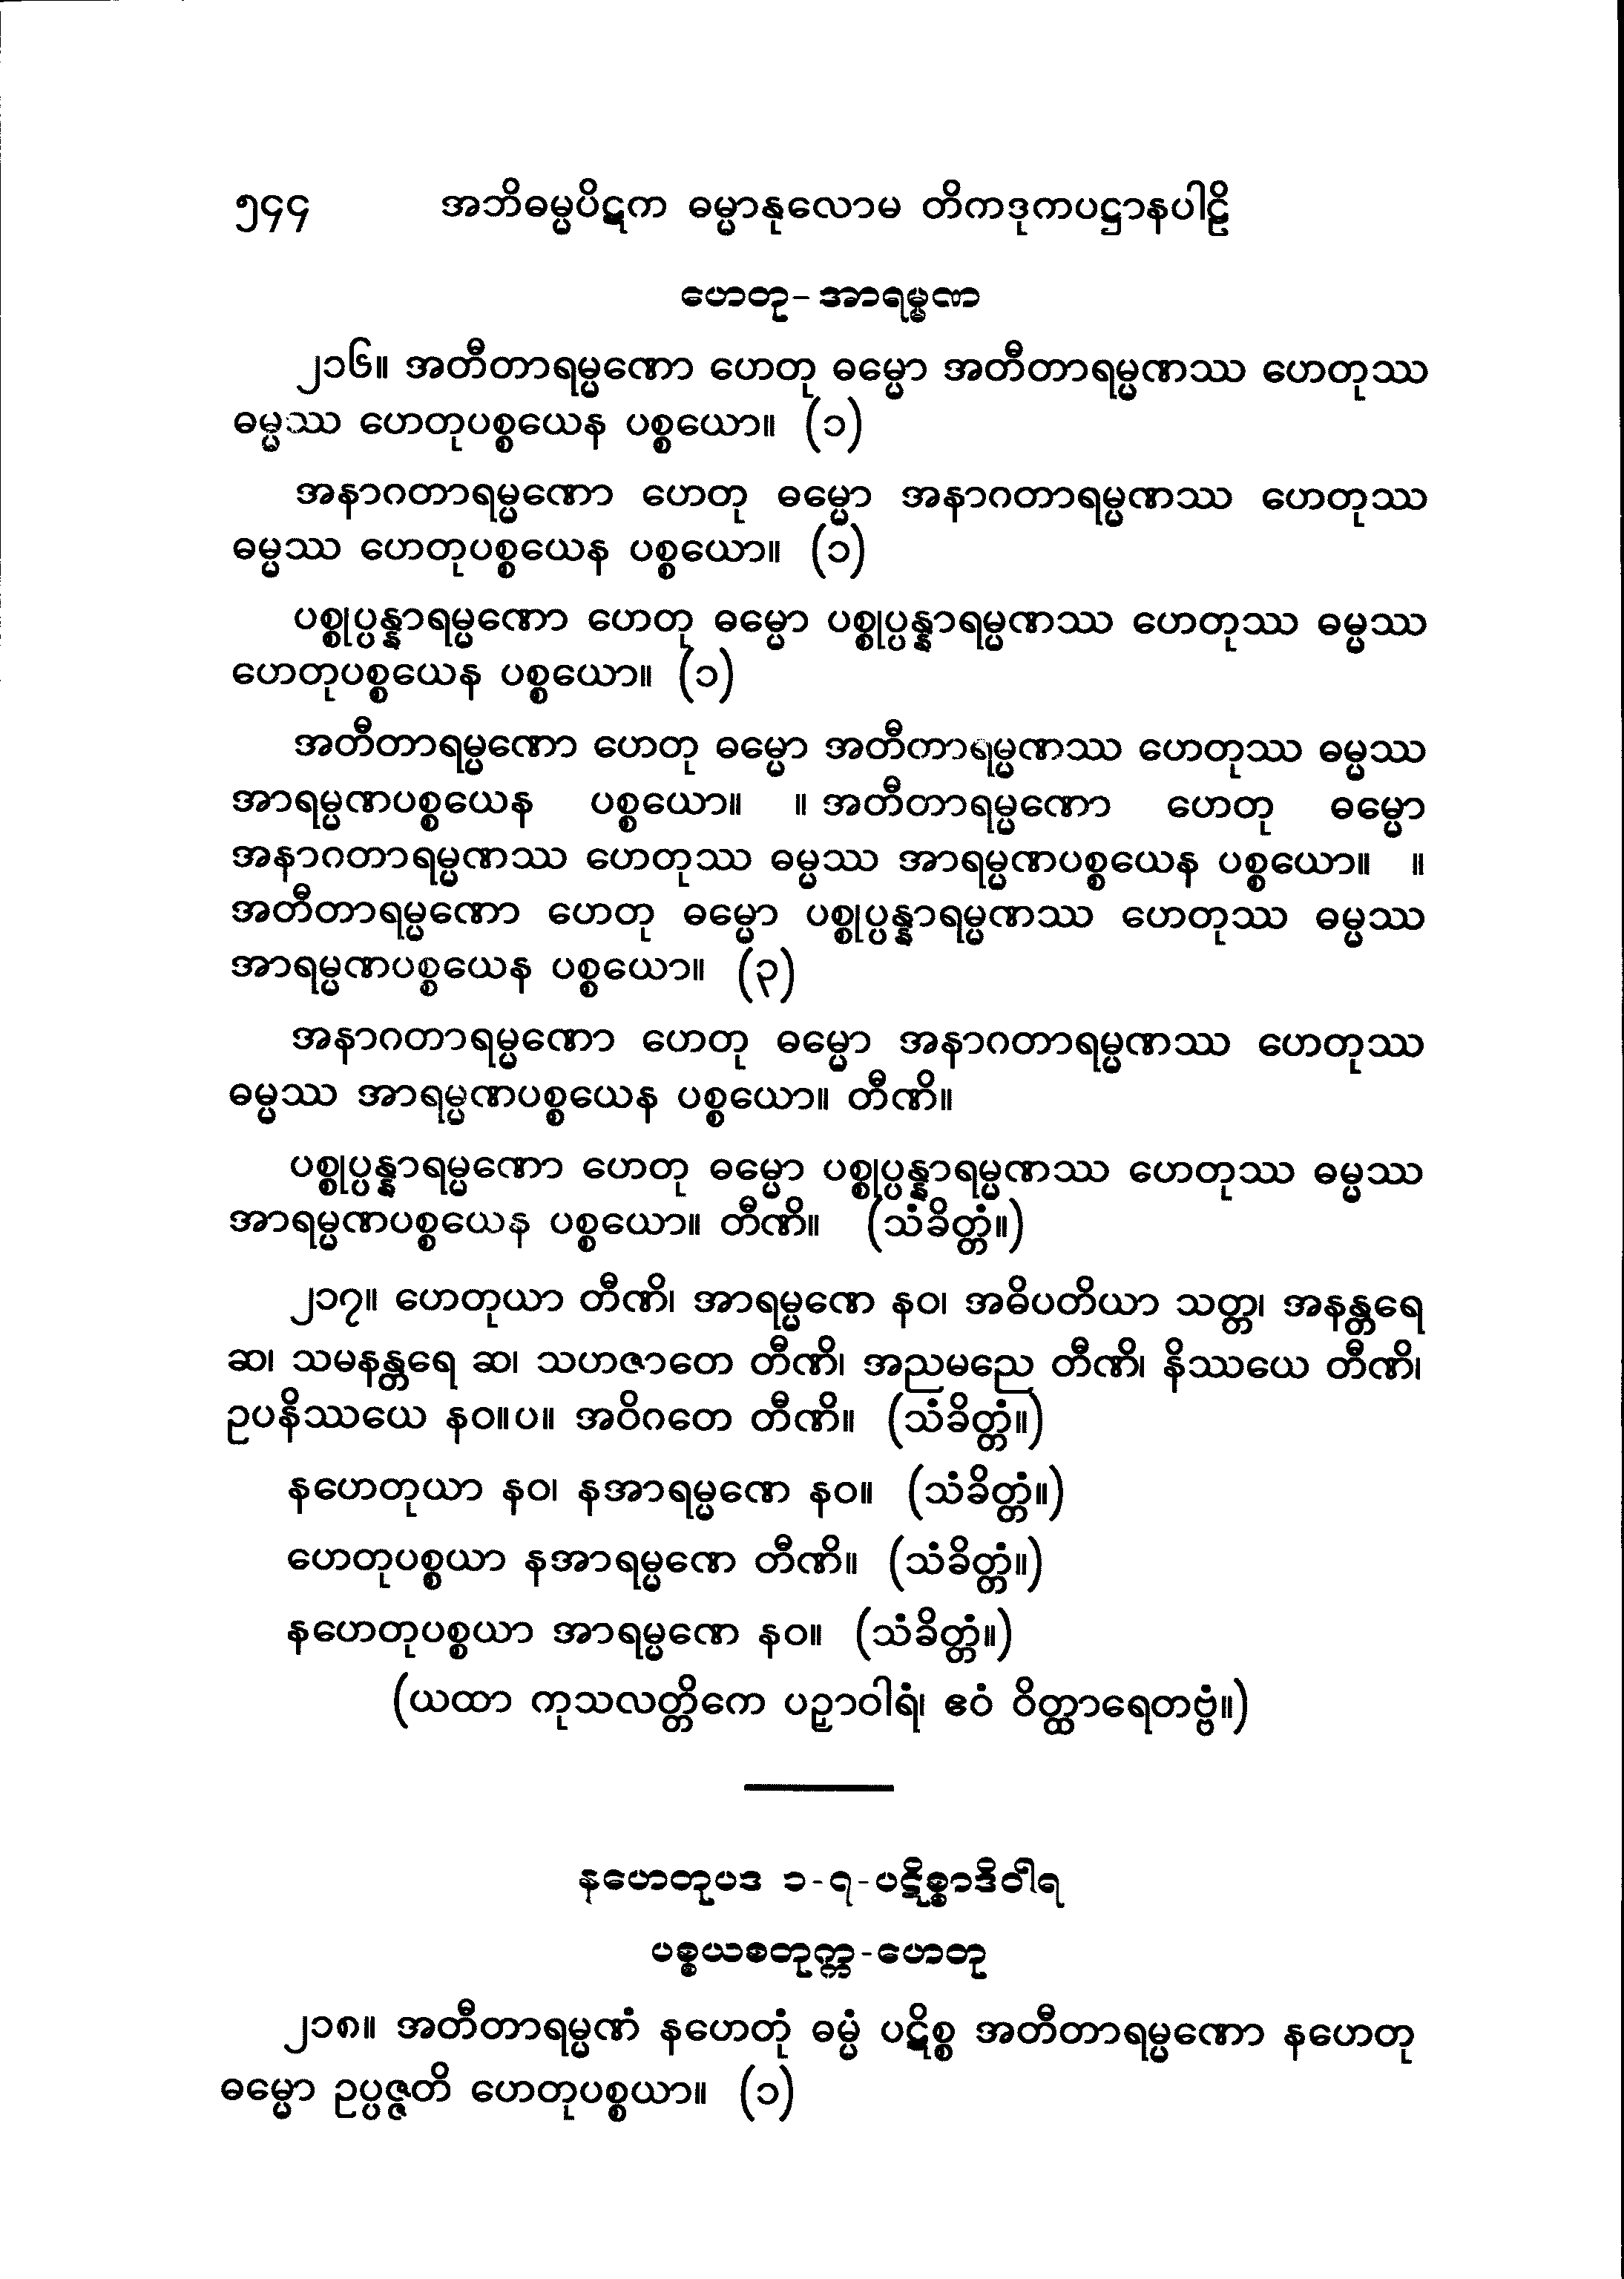 ၅၄၄ အဘိဓမ္မပိဋက ဓမ္မာနုလောမ တိကဒုကပဋ္ဌာနပါဠိ
ဟေတု-အာရမ္မဏ
၂၁၆။ အတီတာရမ္မဏော ဟေတု ဓမ္မော အတီတာရမ္မဏဿ ဟေတုဿ
ဓမ္မဿ ဟေတုပစ္စယေန ပစ္စယော။ (၁)
အနာဂတာရမ္မဏော ဟေတု ဓမ္မော အနာဂတာရမ္မဏဿ ဟေတုဿ
ဓမ္မဿ ဟေတုပစ္စယေန ပစ္စယော။ (၁)
ပစ္စုပ္ပန္နာရမ္မဏော ဟေတု ဓမ္မော ပစ္စုပ္ပန္နာရမ္မဏဿ ဟေတုဿ ဓမ္မဿ
ဟေတုပစ္စယေန ပစ္စယော။ (၁)
အတီတာရမ္မဏော ဟေတု ဓမ္မော အတီတာရမ္မဏဿ ဟေတုဿ ဓမ္မဿ
အာရမ္မဏပစ္စယေန ပစ္စယော။ ။ အတီတာရမ္မဏော ဟေတု ဓမ္မော
အနာဂတာရမ္မဏဿ ဟေတုဿ ဓမ္မဿ အာရမ္မဏပစ္စယေန ပစ္စယော။ ။
အတီတာရမ္မဏော ဟေတု ဓမ္မော ပစ္စုပ္ပန္နာရမ္မဏဿ ဟေတုဿ ဓမ္မဿ
အာရမ္မဏပစ္စယေန ပစ္စယော။ (၃)
အနာဂတာရမ္မဏော ဟေတု ဓမ္မော အနာဂတာရမ္မဏဿ ဟေတုဿ
ဓမ္မဿ အာရမ္မဏပစ္စယေန ပစ္စယော။ တီဏိ။
ပစ္စုပ္ပန္နာရမ္မဏော ဟေတု ဓမ္မော ပစ္စုပ္ပန္နာရမ္မဏဿ ဟေတုဿ ဓမ္မဿ
အာရမ္မဏပစ္စယေန ပစ္စယော။ တီဏိ။ (သံခိတ္တံ။)
၂၁၇။ ဟေတုယာ တီဏိ၊ အာရမ္မဏေ နဝ၊ အဓိပတိယာ သတ္တ၊ အနန္တရေ
ဆ၊ သမနန္တရေ ဆ၊ သဟဇာတေ တီဏိ၊ အညမညေ တီဏိ၊ နိဿယေ တီဏိ၊
ဥပနိဿယေ နဝ။ပ။ အဝိဂတေ တီဏိ။ (သံခိတ္တံ။)
နဟေတုယာ နဝ၊ နအာရမ္မဏေ နဝ။ (သံခိတ္တံ။)
ဟေတုပစ္စယာ နအာရမ္မဏေ တီဏိ။ (သံခိတ္တံ။)
နဟေတုပစ္စယာ အာရမ္မဏေ နဝ။ (သံခိတ္တံ။)
(ယထာ ကုသလတ္တိကေ ပဉှာဝါရံ၊ ဧဝံ ဝိတ္ထာရေတဗ္ဗံ။)
နဟေတုပဒ ၁-၇-ပဋိစ္စာဒိဝါရ
ပစ္စယစတုက္က-ဟေတု
၂၁၈။ အတီတာရမ္မဏံ နဟေတုံ ဓမ္မံ ပဋိစ္စ အတီတာရမ္မဏော နဟေတု
ဓမ္မော ဥပ္ပဇ္ဇတိ ဟေတုပစ္စယာ။ (၁)